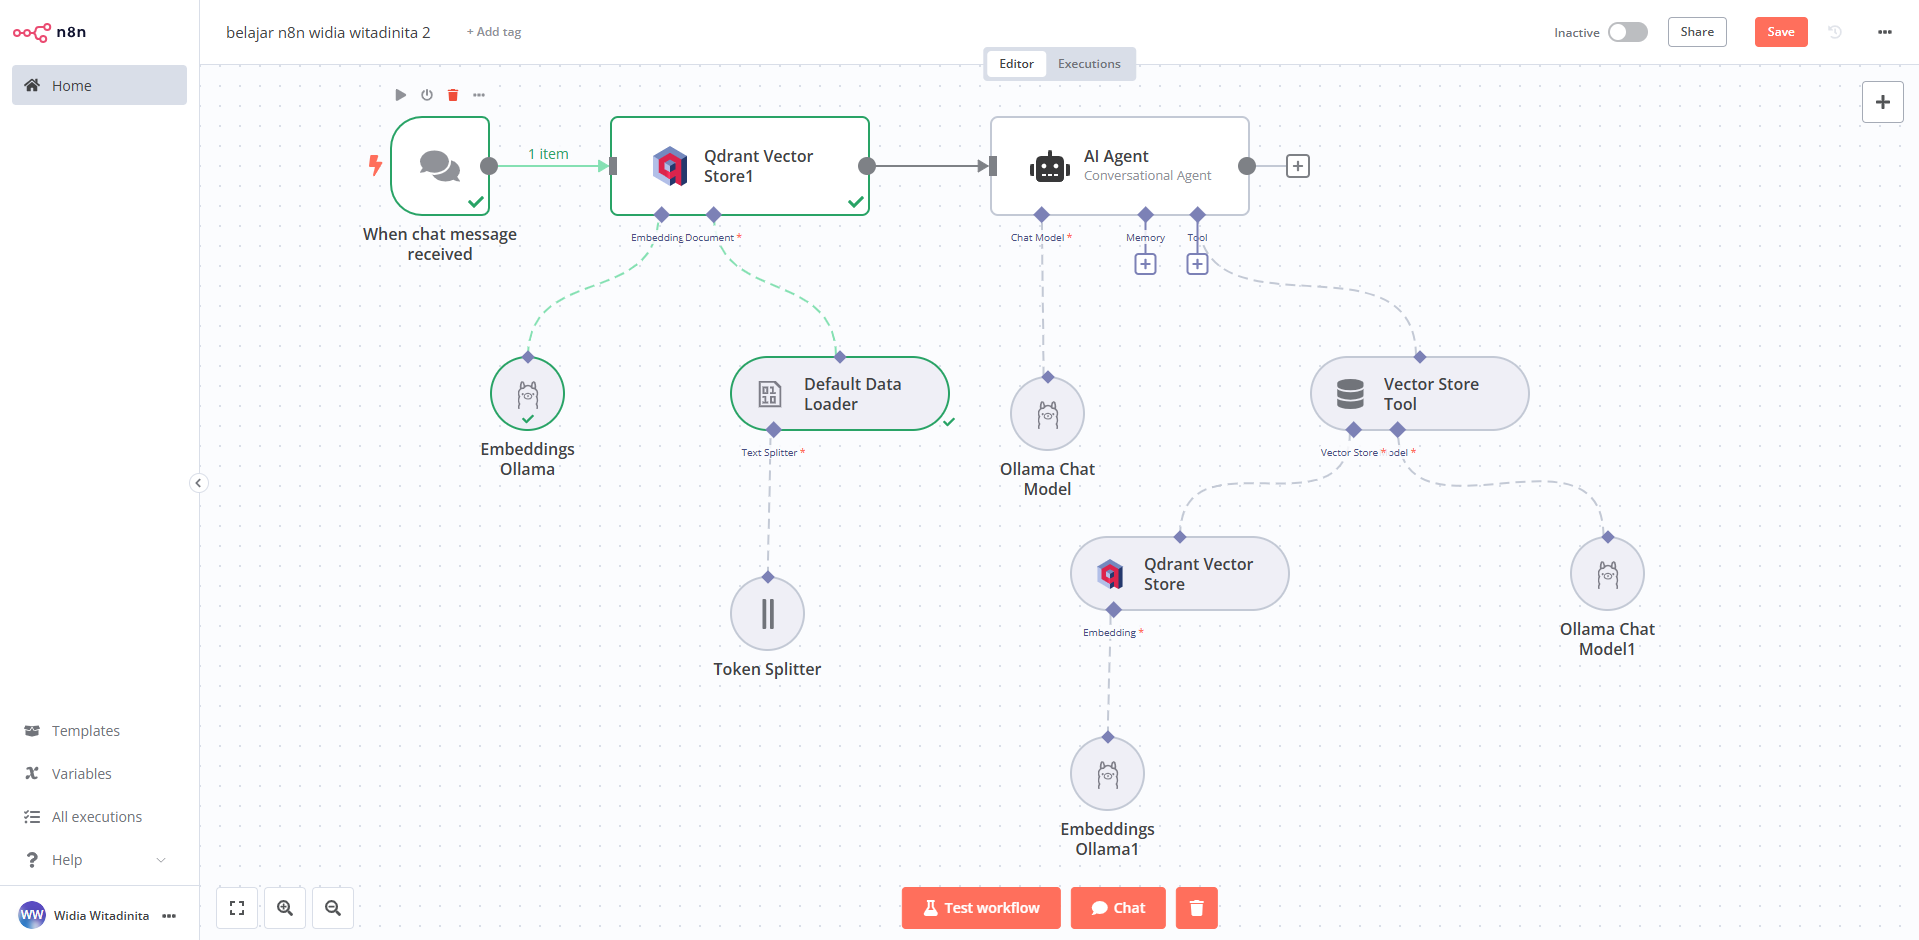 n8n
belajar n8n widia witadinita 2
+ Add tag
Inactive
Share
Save
Editor
Executions
Home
1 item
Qdrant Vector
Store1
AI Agent
Conversational Agent
When chat message
received
Embedding
Document *
Chat Model *
Memory
Tool
Default Data
Loader
Vector Store
Tool
Embeddings
Ollama
Text Splitter *
Ollama Chat
Model
Vector Store *
odel *
Qdrant Vector
Store
Embedding *
Ollama Chat
Model1
Token Splitter
Embeddings
Ollama1
Templates
Variables
All executions
Help
WW
Widia Witadinita
Test workflow
Chat